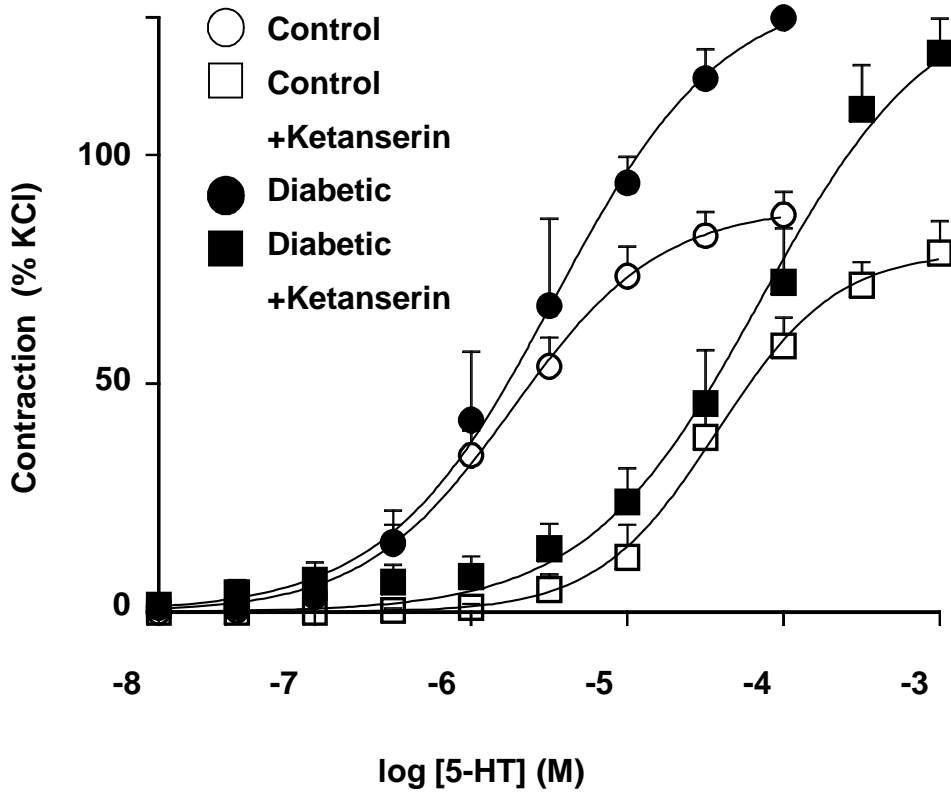 Control
Control
+Ketanserin
Diabetic
Diabetic
+Ketanserin
100
50
0
Contraction (% KCl)
-8 -7 -6 -5 -4 -3
log [5-HT] (M)